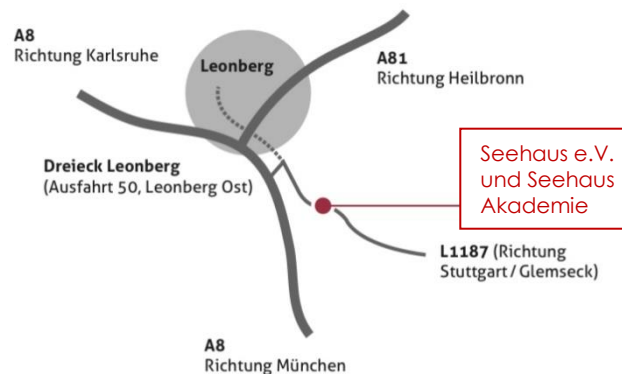 A8
Richtung Karlsruhe
Leonberg
A81
Richtung Heilbronn
Dreieck Leonberg
(Ausfahrt 50, Leonberg Ost)
Seehaus e.V.
und Seehaus
Akademie
L1187 (Richtung
Stuttgart / Glemseck)
A8
Richtung München